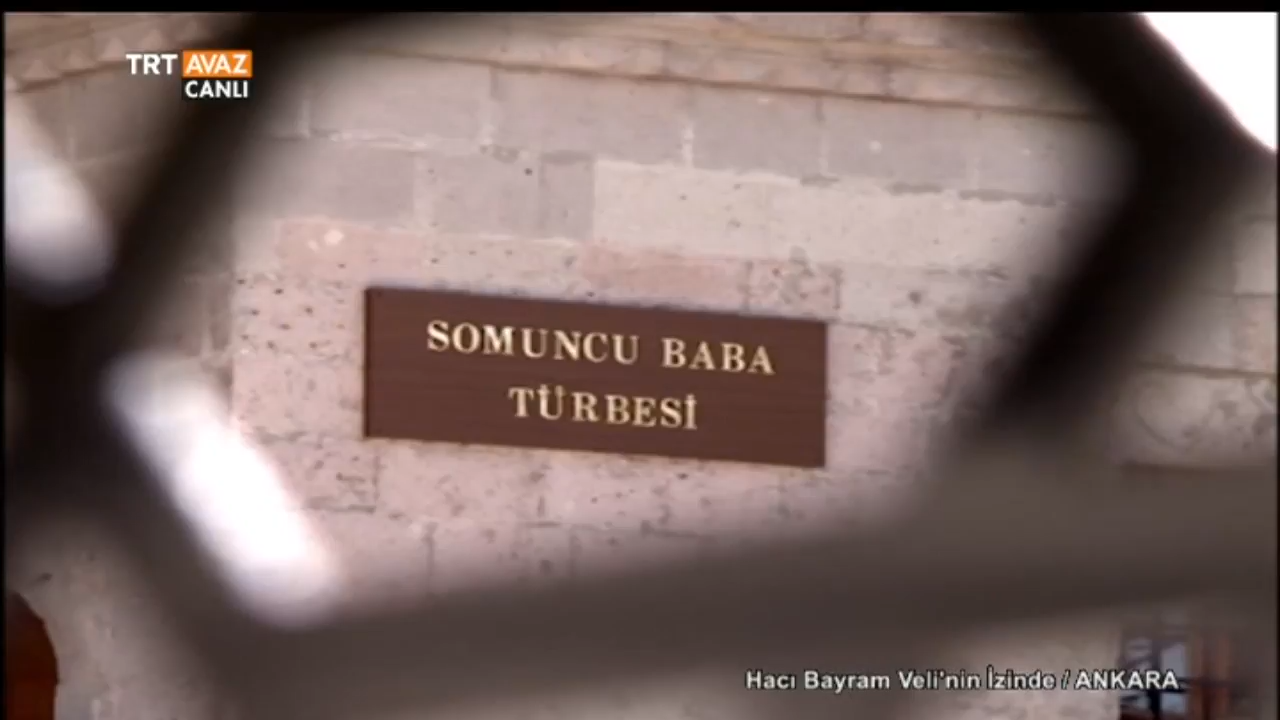 TRT AVAZ
CANLI
SOMUNCU BABA
TÜRBESİ
Hacı Bayram Veli'nin İzinde / ANKARA